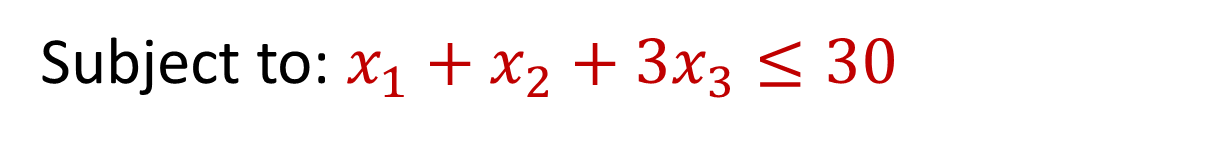 Subject to: x₁ + x₂ + 3x₃ ≤ 30